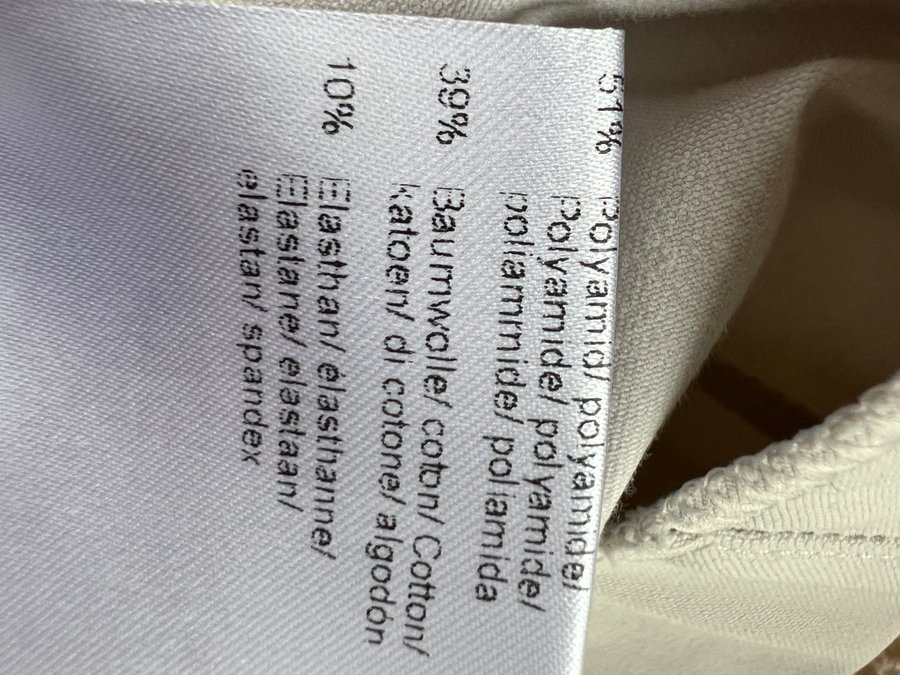 51% Polyamid/ polyamide/
Polyamide/ polyamide/
poliammide/ poliamida
39% Baumwolle/ coton/ Cotton/
katoen/ di cotone/ algodón
10% Elasthan/ élasthanne/
Elastane/ elastaan/
elastan/ spandex